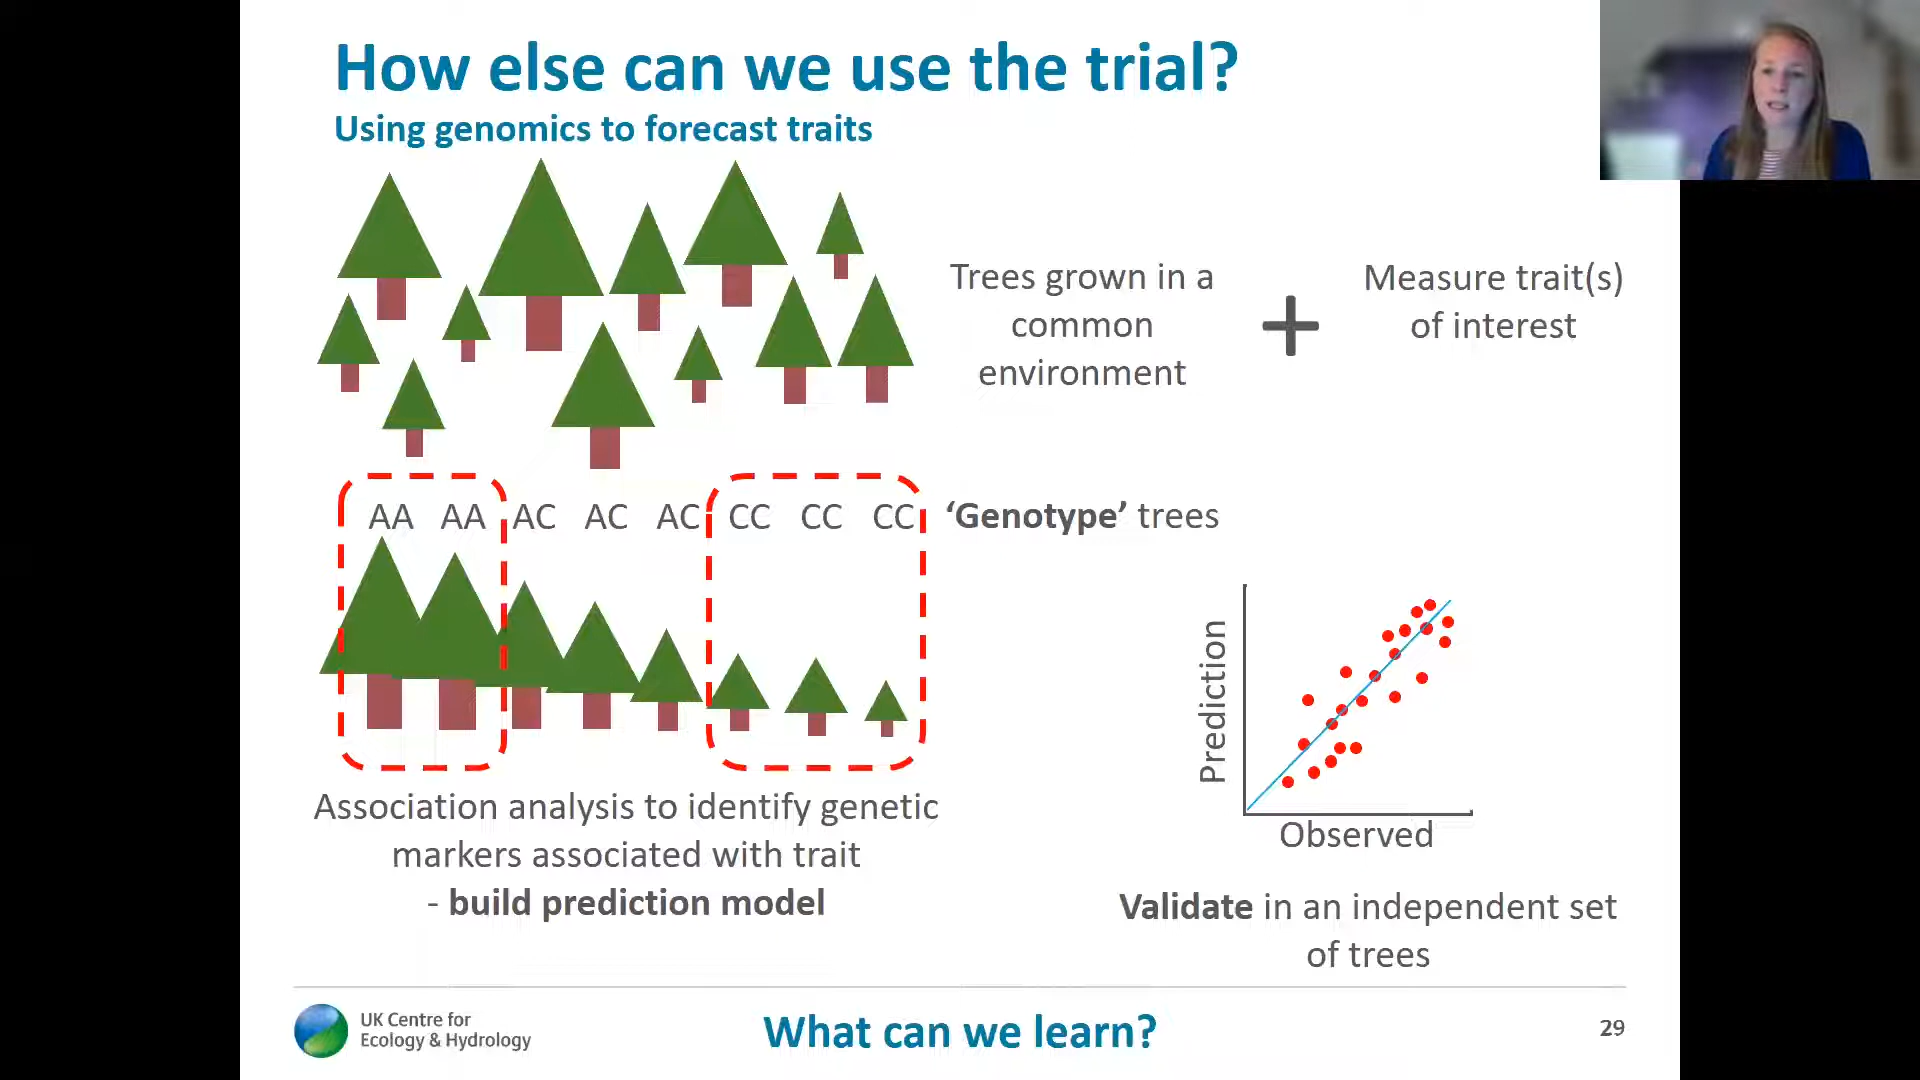 How else can we use the trial?
Using genomics to forecast traits
Trees grown in a
common
environment
+
Measure trait(s)
of interest
AA AA AC AC AC CC CC CC
‘Genotype’ trees
Association analysis to identify genetic
markers associated with trait
- build prediction model
Prediction
Observed
Validate in an independent set
of trees
UK Centre for
Ecology & Hydrology
What can we learn?
29